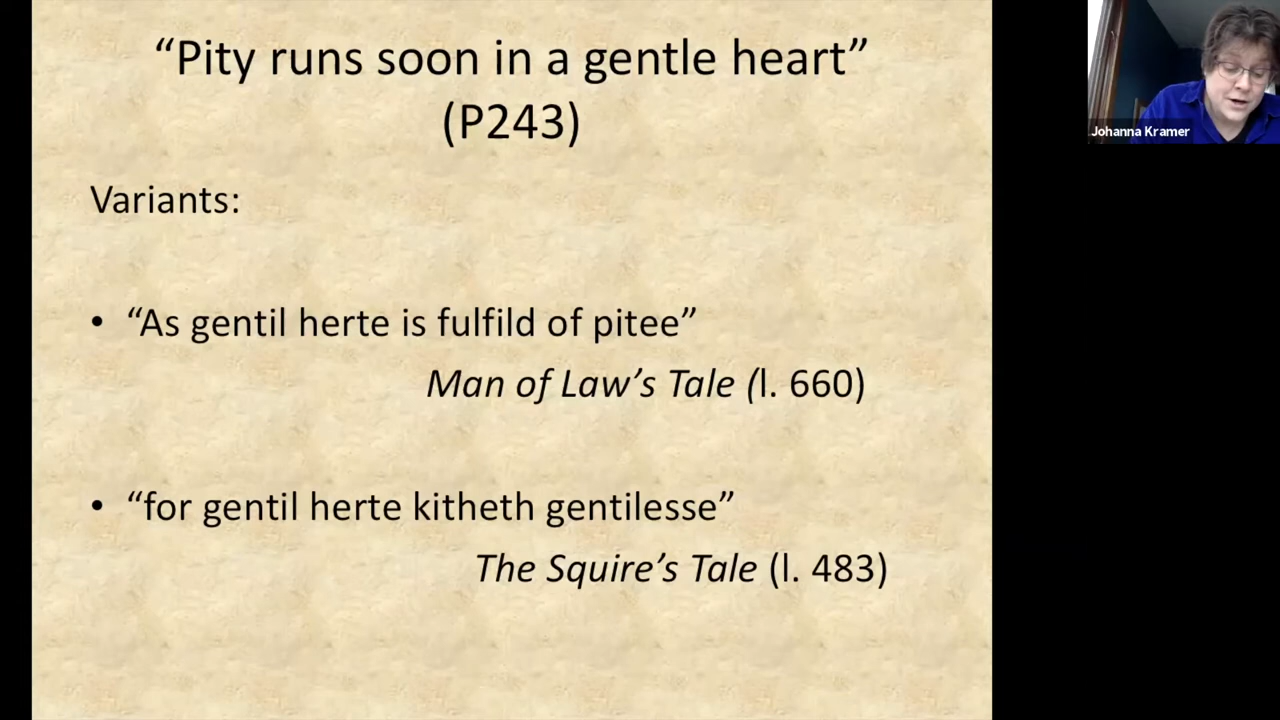 “Pity runs soon in a gentle heart”
(P243)
Variants:
• “As gentil herte is fulfild of pitee”
Man of Law’s Tale (l. 660)
• “for gentil herte kitheth gentilesse”
The Squire’s Tale (l. 483)
Johanna Kramer